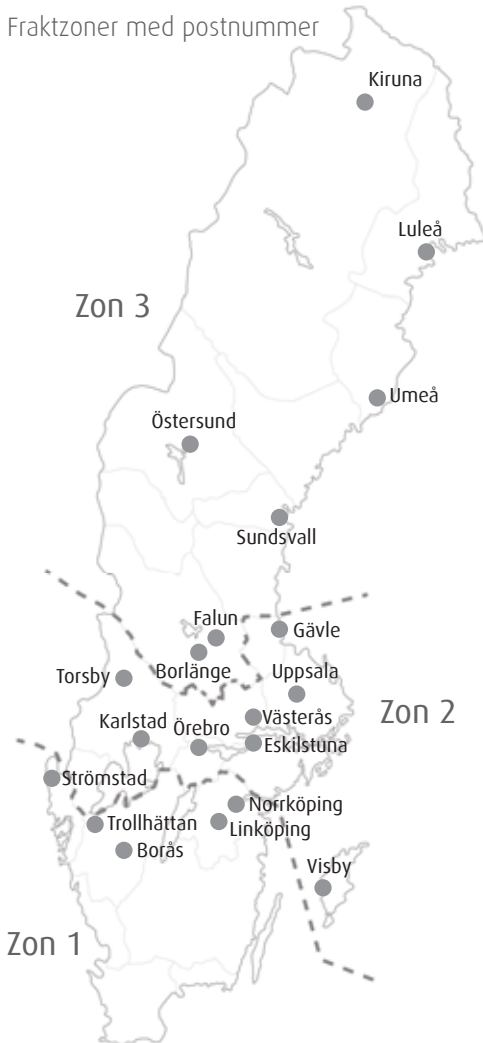 Fraktzoner med postnummer
Kiruna
Luleå
Zon 3
Umeå
Östersund
Sundsvall
Falun
Gävle
Borlänge
Uppsala
Torsby
Zon 2
Västerås
Karlstad
Örebro
Eskilstuna
Strömstad
Norrköping
Trollhättan
Linköping
Borås
Visby
Zon 1